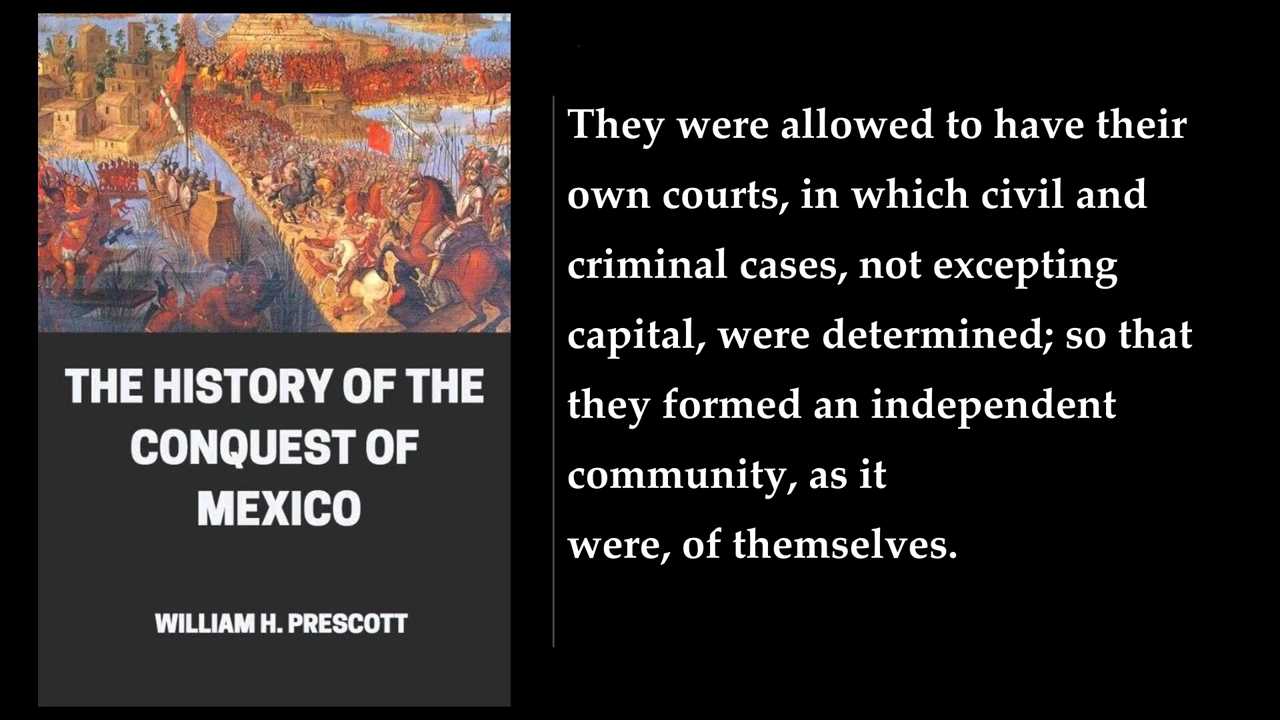 THE HISTORY OF THE
CONQUEST OF
MEXICO
WILLIAM H. PRESCOTT
They were allowed to have their
own courts, in which civil and
criminal cases, not excepting
capital, were determined; so that
they formed an independent
community, as it
were, of themselves.